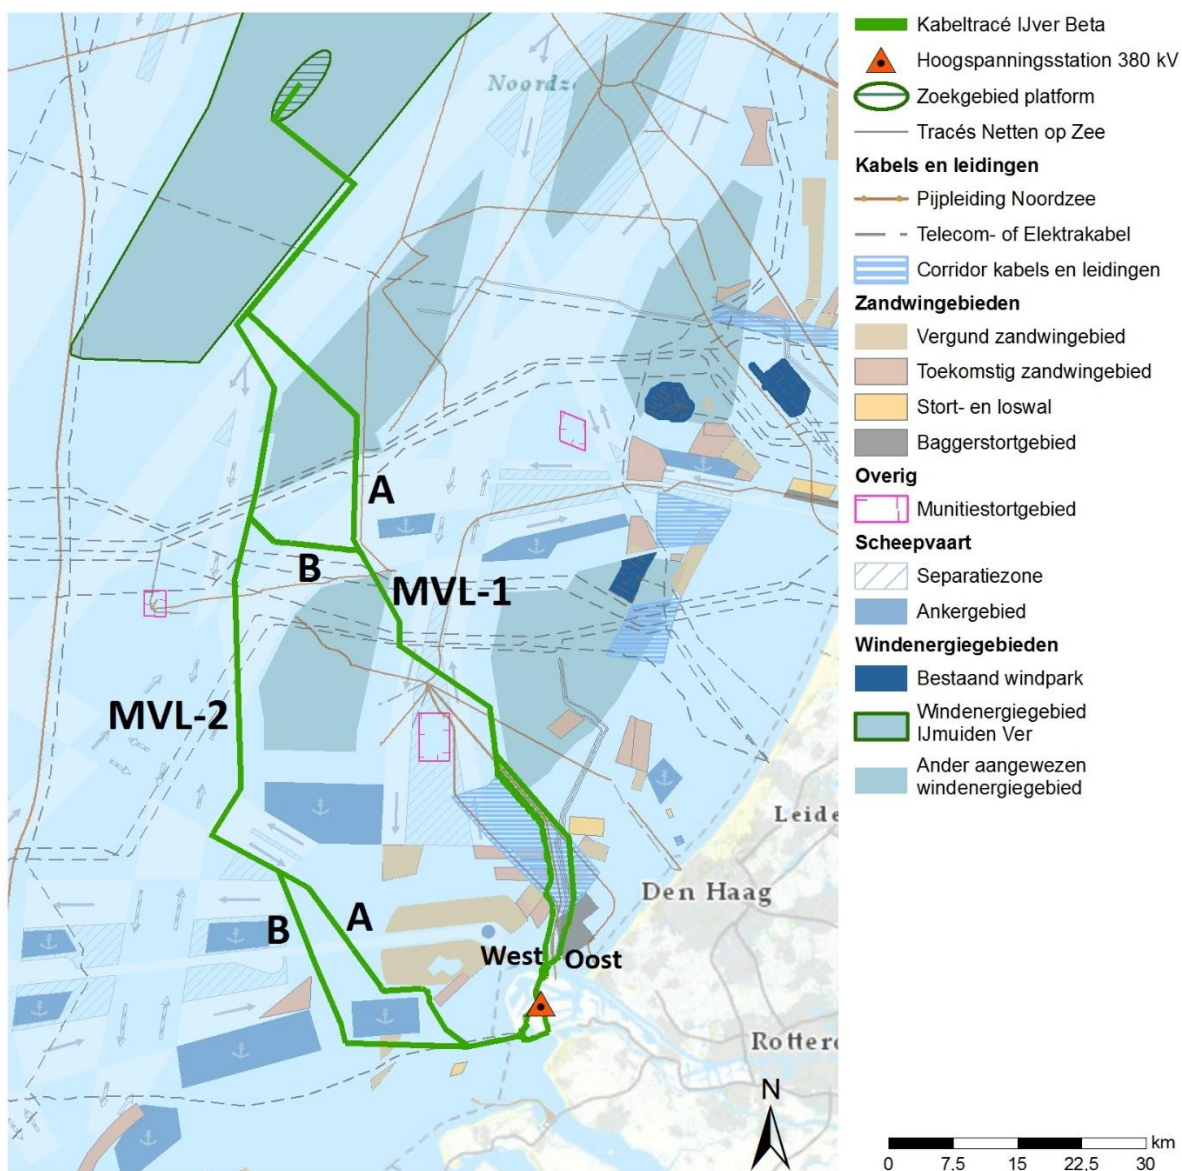 Noordze
A
B
MVL-1
MVL-2
Leide
Den Haag
A
B
West
Oost
Rotterd
N
Kabeltracé IJver Beta
Hoogspanningsstation 380 kV
Zoekgebied platform
Tracés Netten op Zee
Kabels en leidingen
Pijpleiding Noordzee
Telecom- of Elektrakabel
Corridor kabels en leidingen
Zandwingebieden
Vergund zandwingebied
Toekomstig zandwingebied
Stort- en loswal
Baggerstortgebied
Overig
Munitiestortgebied
Scheepvaart
Separatiezone
Ankergebied
Windenergiegebieden
Bestaand windpark
Windenergiegebied
IJmuiden Ver
Ander aangewezen
windenergiegebied
km
0 7,5 15 22,5 30